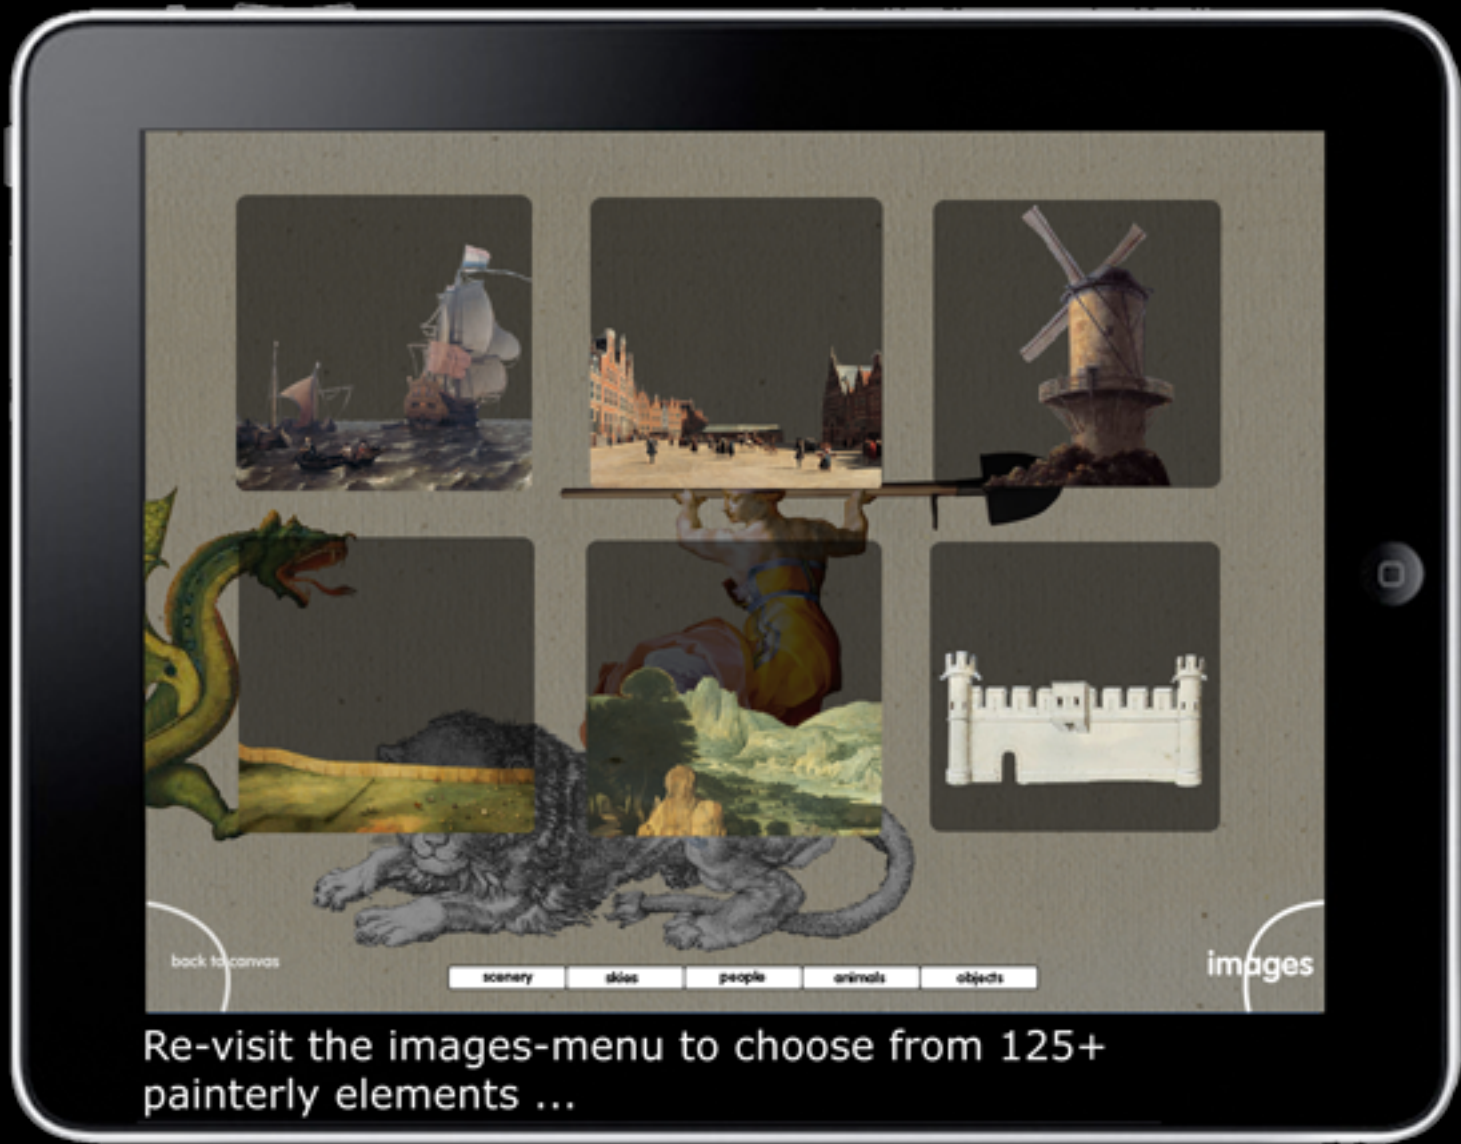 back to canvas
scenery
skies
people
animals
objects
images
Re-visit the images-menu to choose from 125+
painterly elements ...